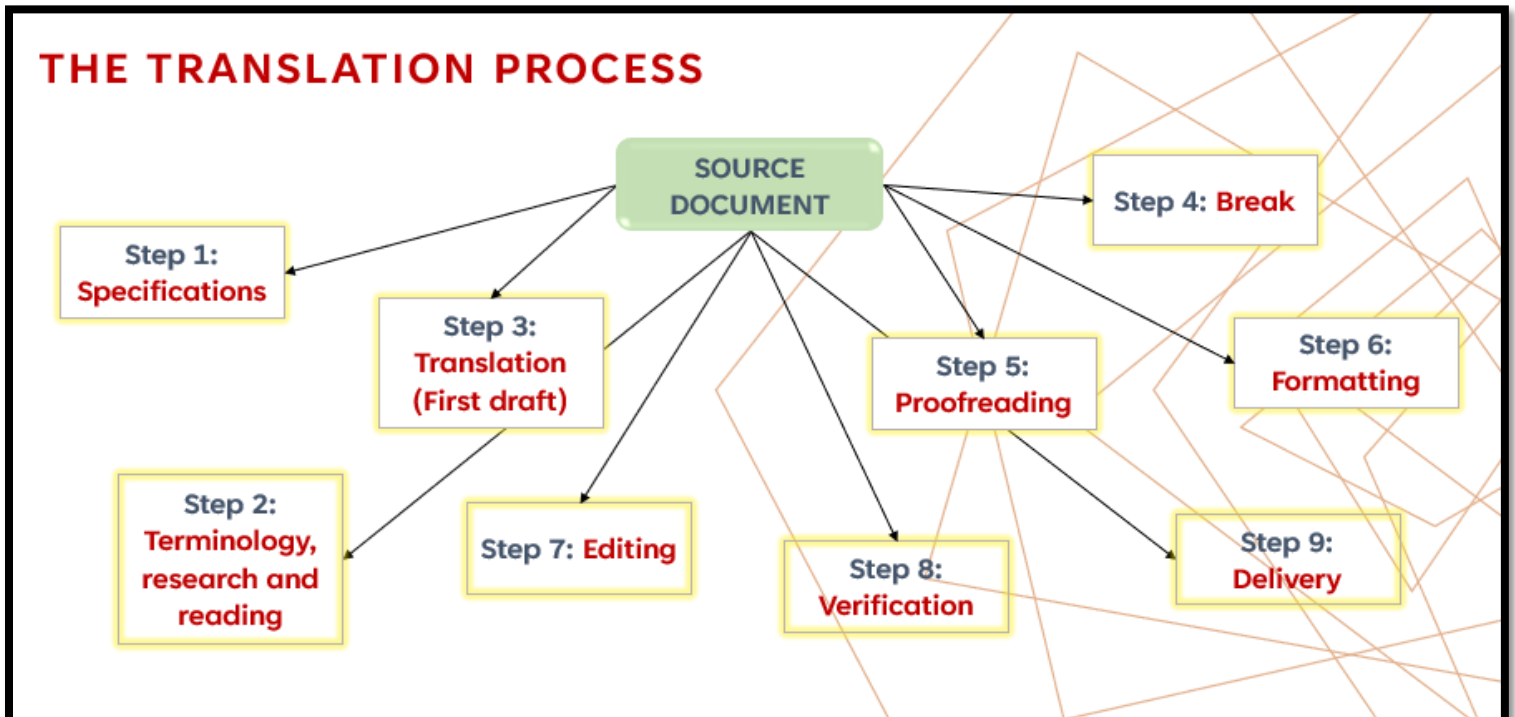 THE TRANSLATION PROCESS
SOURCE
DOCUMENT
Step 1:
Specifications
Step 2:
Terminology,
research and
reading
Step 3:
Translation
(First draft)
Step 4: Break
Step 5:
Proofreading
Step 6:
Formatting
Step 7: Editing
Step 8:
Verification
Step 9:
Delivery